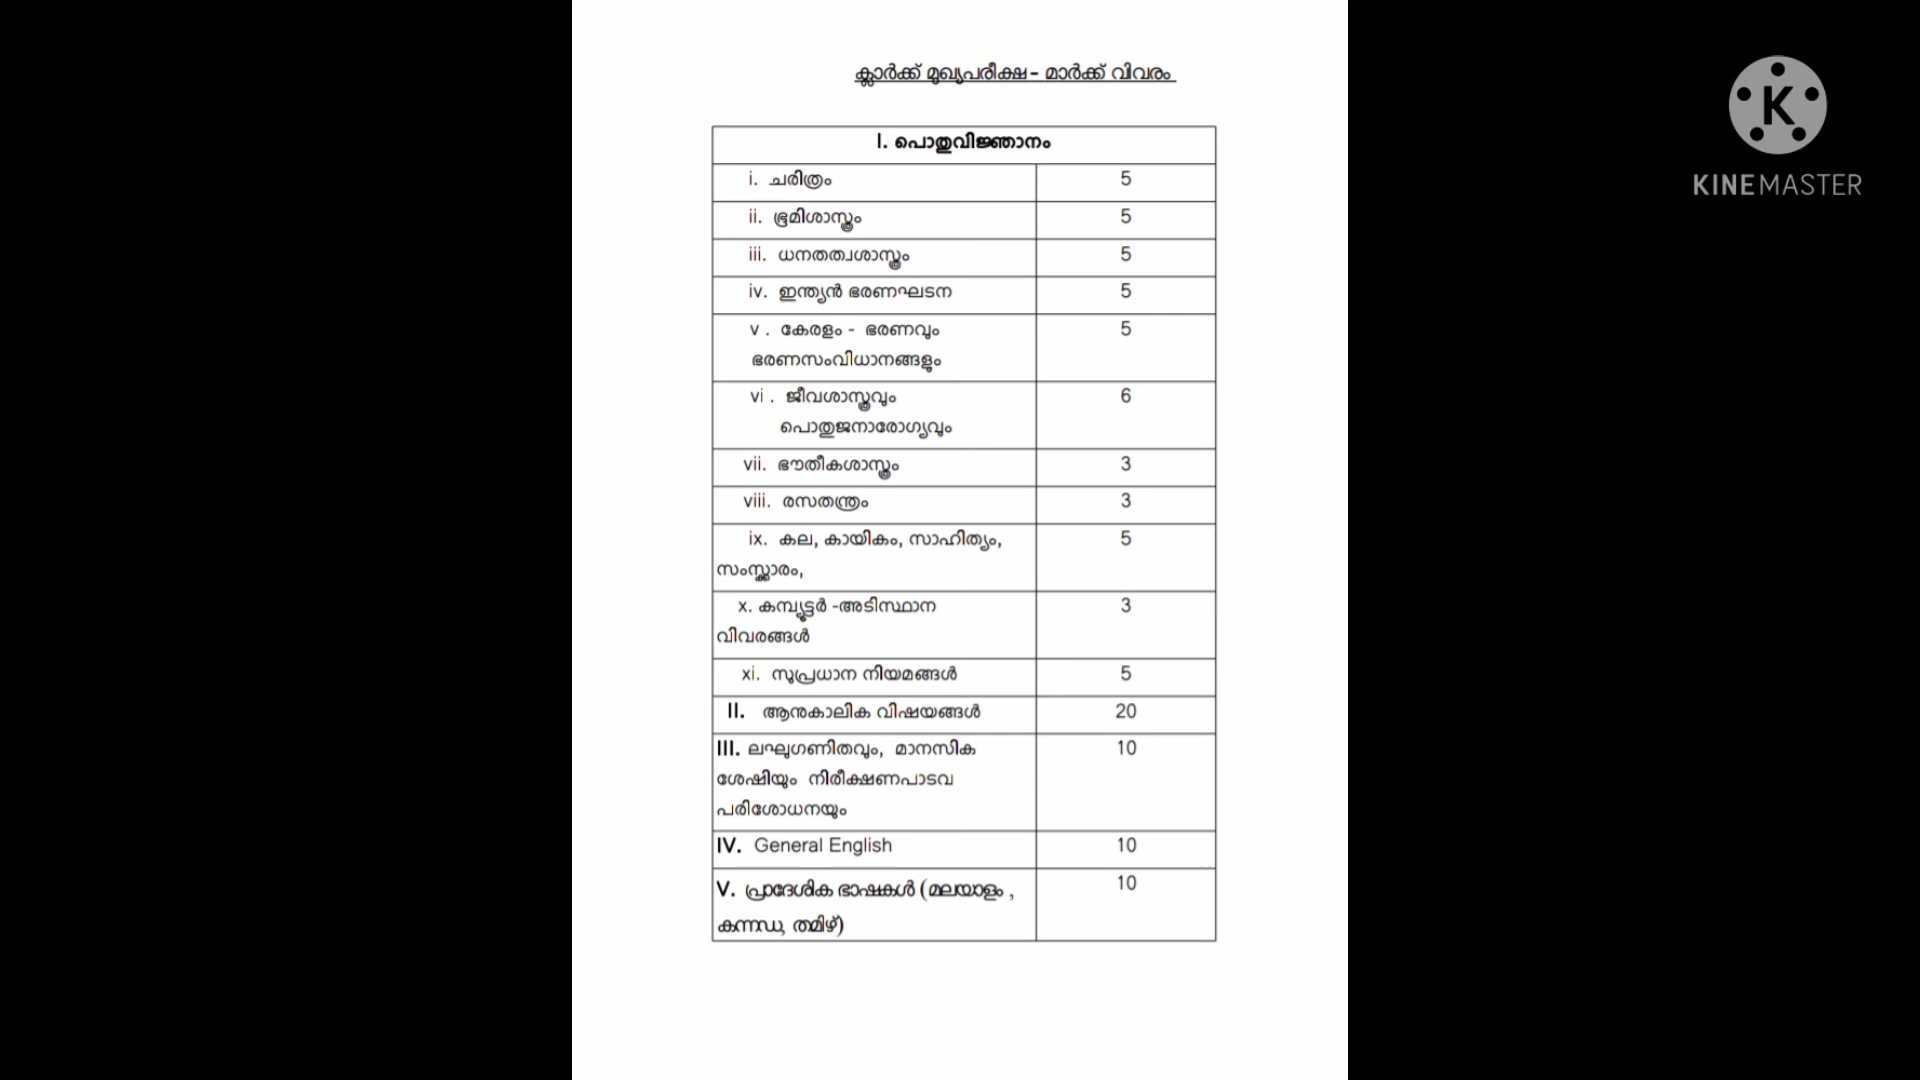 ക്ലാർക്ക് മുഖ്യപരീക്ഷ - മാർക്ക് വിവരം
KINEMASTER
I. പൊതുവിജ്ഞാനം
i. ചരിത്രം 5
ii. ഭൂമിശാസ്ത്രം 5
iii. ധനതത്വശാസ്ത്രം 5
iv. ഇന്ത്യൻ ഭരണഘടന 5
v . കേരളം - ഭരണവും 5
ഭരണസംവിധാനങ്ങളും
vi . ജീവശാസ്ത്രവും 6
പൊതുജനാരോഗ്യവും
vii. ഭൗതീകശാസ്ത്രം 3
viii. രസതന്ത്രം 3
ix. കല, കായികം, സാഹിത്യം, 5
സംസ്ക്കാരം,
x. കമ്പ്യൂട്ടർ -അടിസ്ഥാന 3
വിവരങ്ങൾ
xi. സുപ്രധാന നിയമങ്ങൾ 5
II. ആനുകാലിക വിഷയങ്ങൾ 20
III. ലഘുഗണിതവും, മാനസിക 10
ശേഷിയും നിരീക്ഷണപാടവ
പരിശോധനയും
IV. General English 10
V. പ്രാദേശിക ഭാഷകൾ (മലയാളം , 10
കന്നഡ, തമിഴ്)